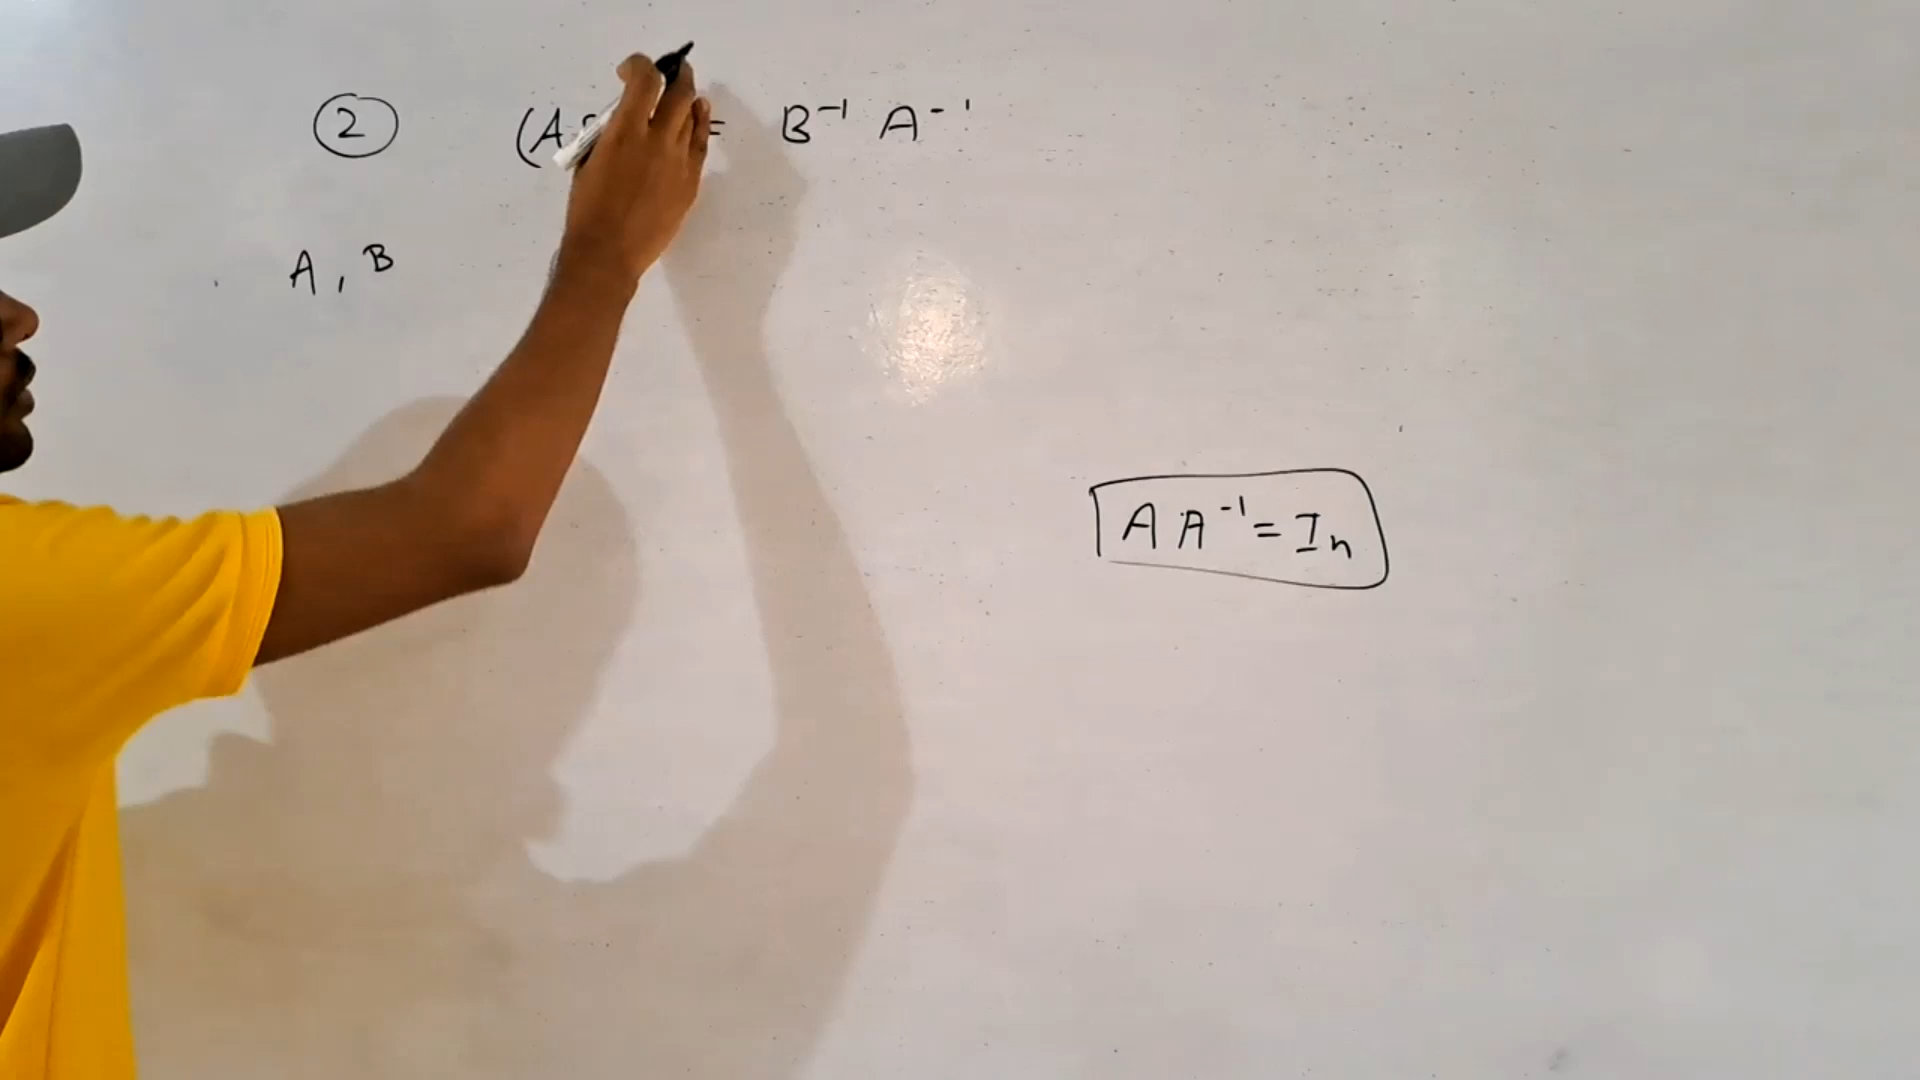 ② (A = B⁻¹ A⁻¹
A, B
A A⁻¹ = Iₙ